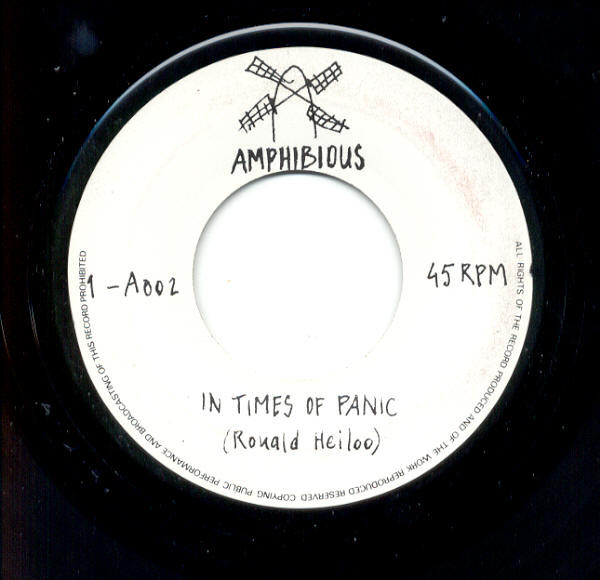 AMPHIBIOUS
1-A002
45 RPM
IN TIMES OF PANIC
(Ronald Heiloo)
ALL RIGHTS OF THE RECORD PRODUCED AND OF THE WORK REPRODUCED RESERVED COPYING PUBLIC PERFORMANCE AND BROADCASTING OF THIS RECORD PROHIBITED